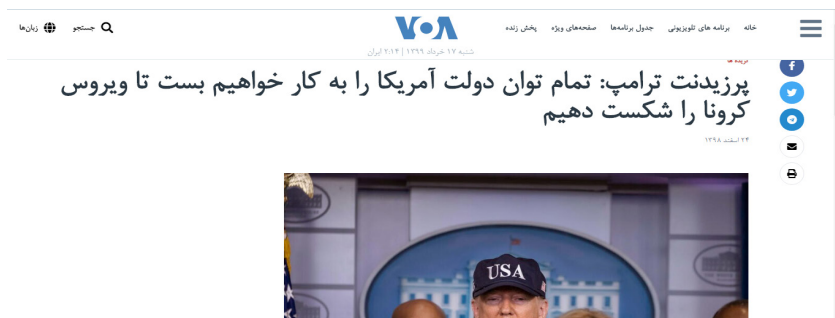 خانه برنامه های تلویزیونی جدول برنامه‌ها صفحه‌های ویژه پخش زنده VOA جستجو زبان‌ها
شنبه ۱۷ خرداد ۱۳۹۹ | ۲:۱۴ ایران
پرزیدنت ترامپ: تمام توان دولت آمریکا را به کار خواهیم بست تا ویروس
کرونا را شکست دهیم
۲۴ اسفند ۱۳۹۸
USA